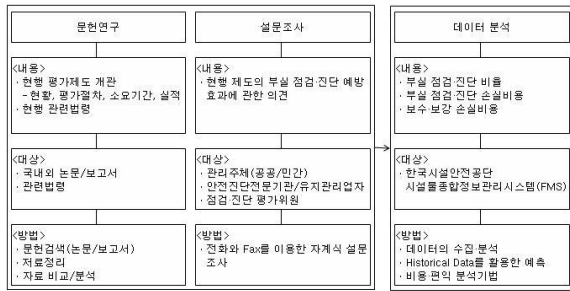 문헌연구
<내용>
· 현행 평가제도 개관
- 현황, 평가절차, 소요기간, 실적
· 현행 관련법령
<대상>
· 국내외 논문/보고서
· 관련법령
<방법>
· 문헌검색(논문/보고서)
· 저료정리
· 자료 비교/분석
설문조사
<내용>
· 현행 제도의 부실 점검·진단 예방
효과에 관한 의견
<대상>
· 관리주체(공공/민간)
· 안전진단전문기관/유지관리업자
· 점검·진단 평가위원
<방법>
· 전화와 Fax를 이용한 자계식 설문
조사
데이터 분석
<내용>
· 부실 점검·진단 비율
· 부실 점검·진단 손실비용
· 보수·보강 손실비용
<대상>
· 한국시설안전공단
시설물종합정보관리시스템(FMS)
<방법>
· 데이터의 수집·분석
· Historical Data를 활용한 예측
· 비용·편익 분석기법